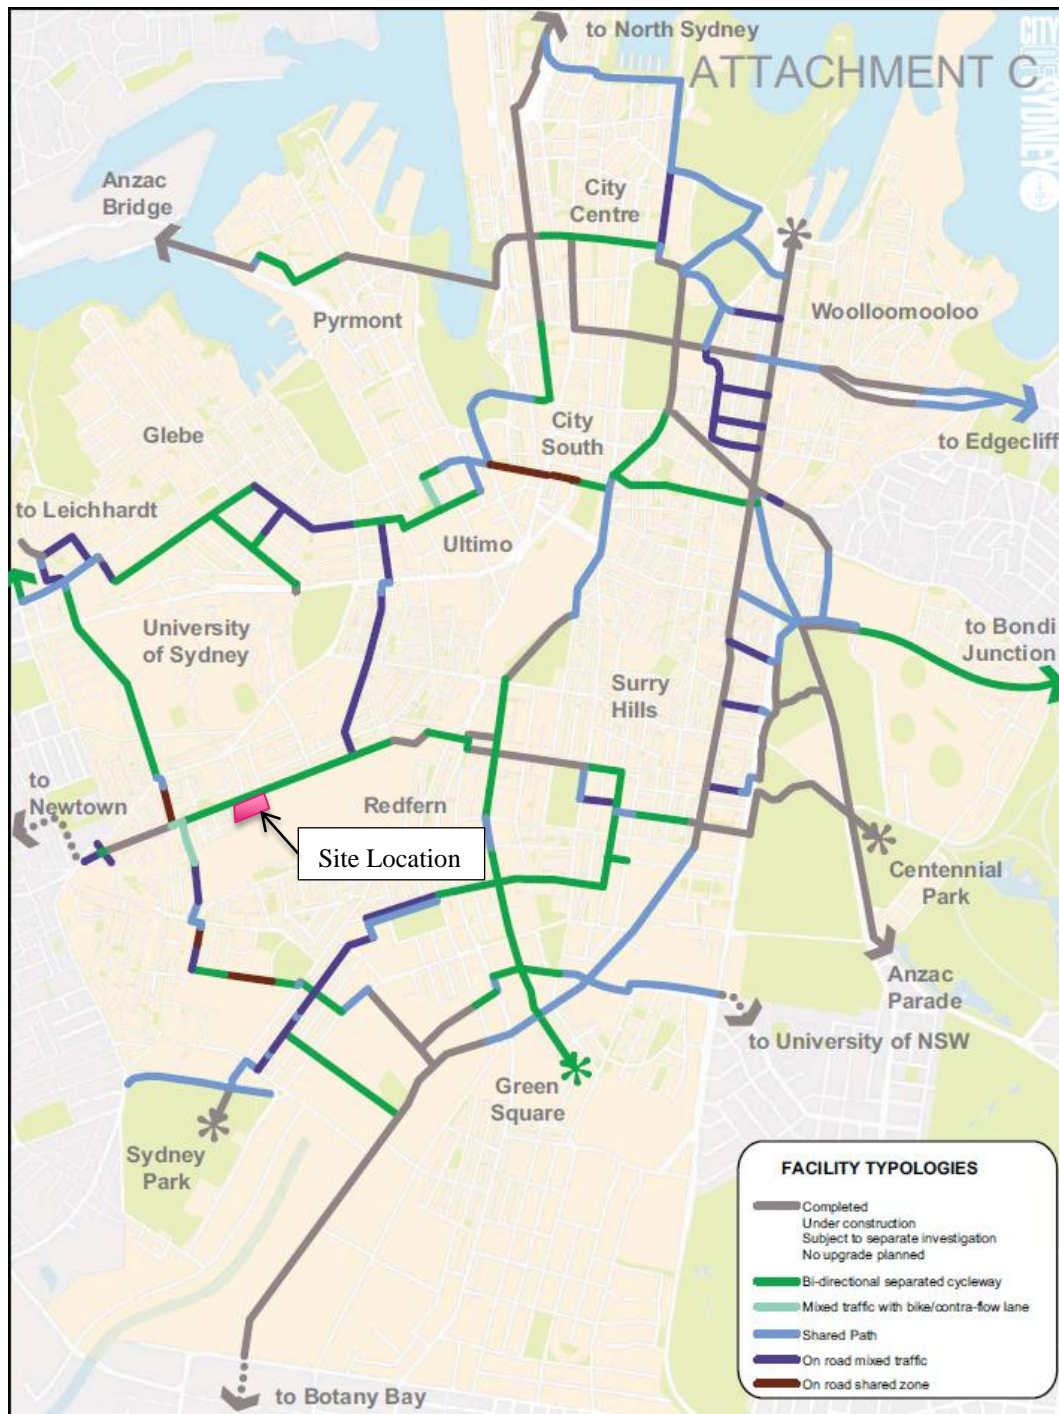 to North Sydney
ATTACHMENT C
CITY OF SYDNEY
Anzac
Bridge
City
Centre
Pyrmont
Woolloomooloo
Glebe
City
South
to Edgecliff
to Leichhardt
Ultimo
University
of Sydney
to Bondi
Junction
Surry
Hills
to
Newtown
Redfern
Site Location
Centennial
Park
Anzac
Parade
to University of NSW
Green
Square
Sydney
Park
to Botany Bay
FACILITY TYPOLOGIES
Completed
Under construction
Subject to separate investigation
No upgrade planned
Bi-directional separated cycleway
Mixed traffic with bike/contra-flow lane
Shared Path
On road mixed traffic
On road shared zone